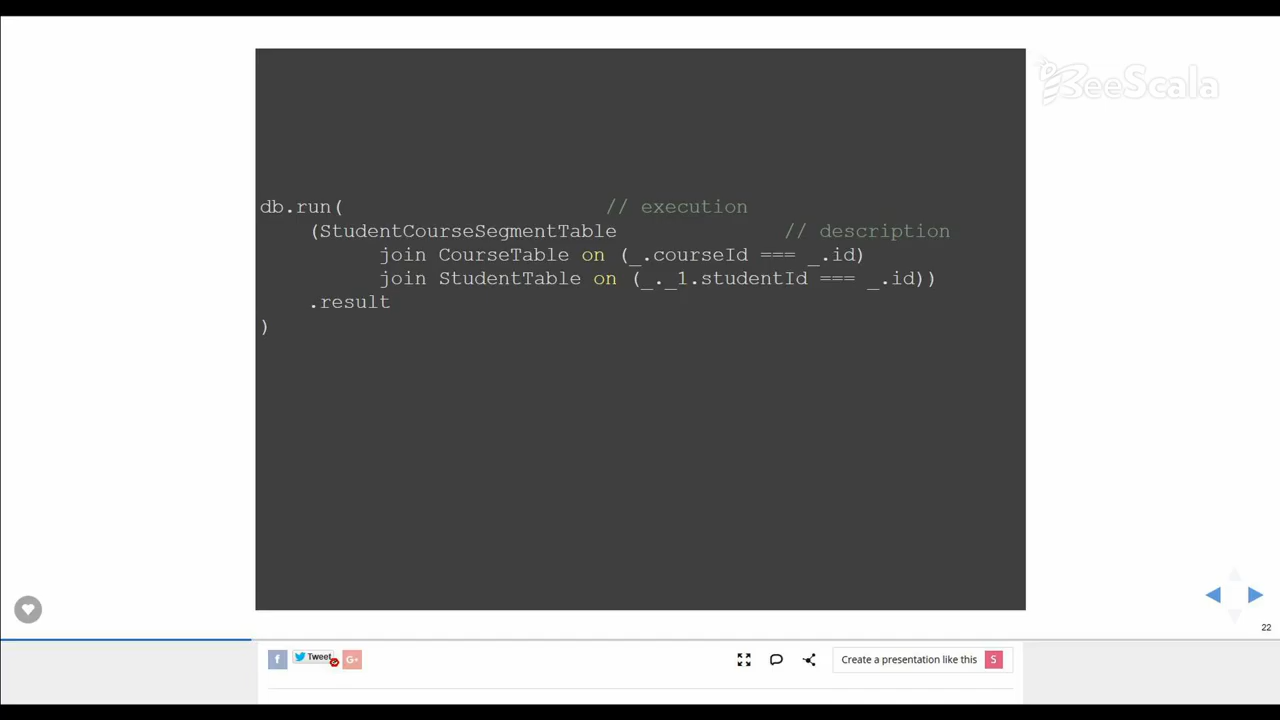 BeeScala
db.run( // execution
(StudentCourseSegmentTable // description
join CourseTable on (_.courseId === _.id)
join StudentTable on (_._1.studentId === _.id))
.result
)
22
f
Tweet
G+
Create a presentation like this S